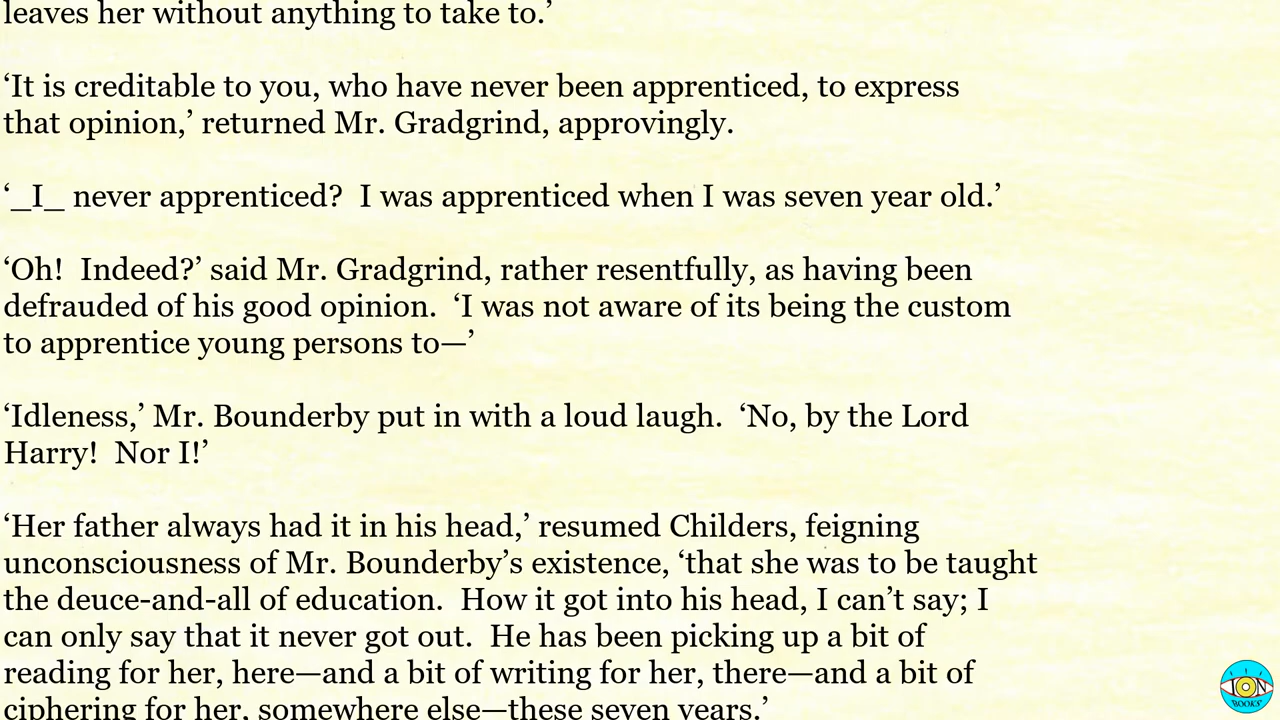 leaves her without anything to take to.’
‘It is creditable to you, who have never been apprenticed, to express
that opinion,’ returned Mr. Gradgrind, approvingly.
‘_I_ never apprenticed?  I was apprenticed when I was seven year old.’
‘Oh!  Indeed?’ said Mr. Gradgrind, rather resentfully, as having been
defrauded of his good opinion.  ‘I was not aware of its being the custom
to apprentice young persons to—’
‘Idleness,’ Mr. Bounderby put in with a loud laugh.  ‘No, by the Lord
Harry!  Nor I!’
‘Her father always had it in his head,’ resumed Childers, feigning
unconsciousness of Mr. Bounderby’s existence, ‘that she was to be taught
the deuce-and-all of education.  How it got into his head, I can’t say; I
can only say that it never got out.  He has been picking up a bit of
reading for her, here—and a bit of writing for her, there—and a bit of
ciphering for her, somewhere else—these seven years.’
ION
BOOKS